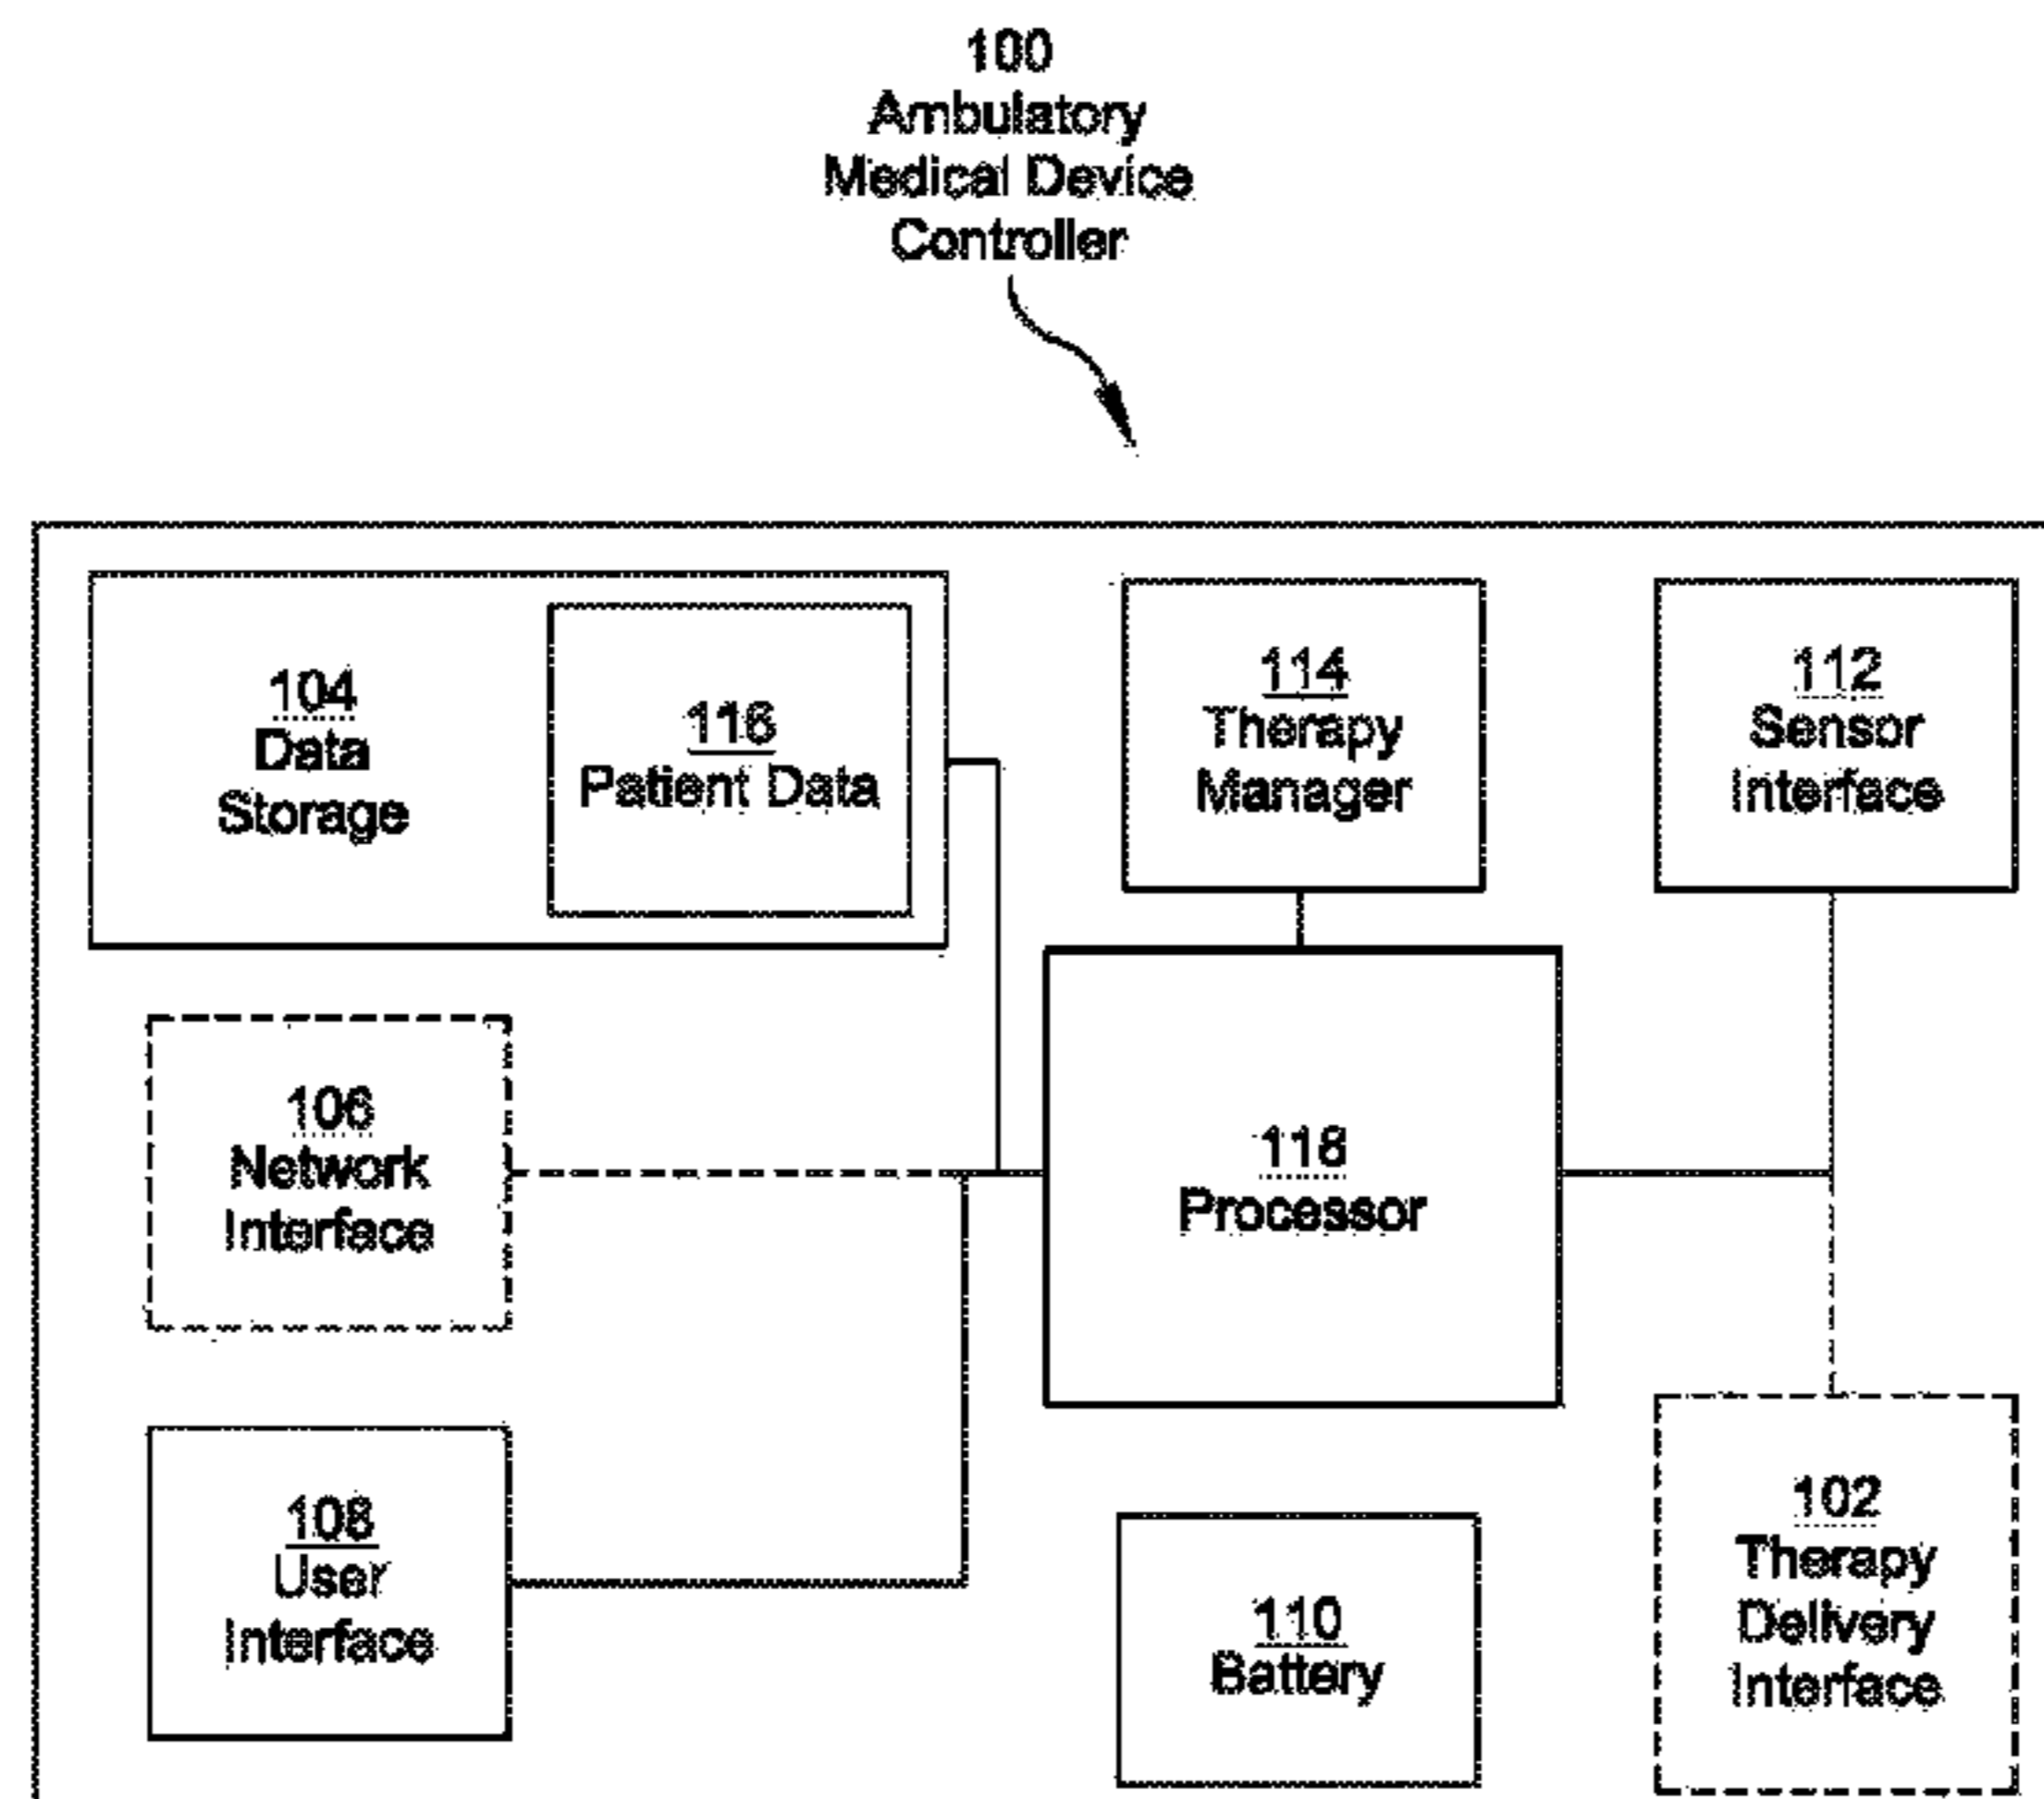 100
Ambulatory
Medical Device
Controller
104
Data
Storage
116
Patient Data
114
Therapy
Manager
112
Sensor
Interface
106
Network
Interface
118
Processor
108
User
Interface
110
Battery
102
Therapy
Delivery
Interface